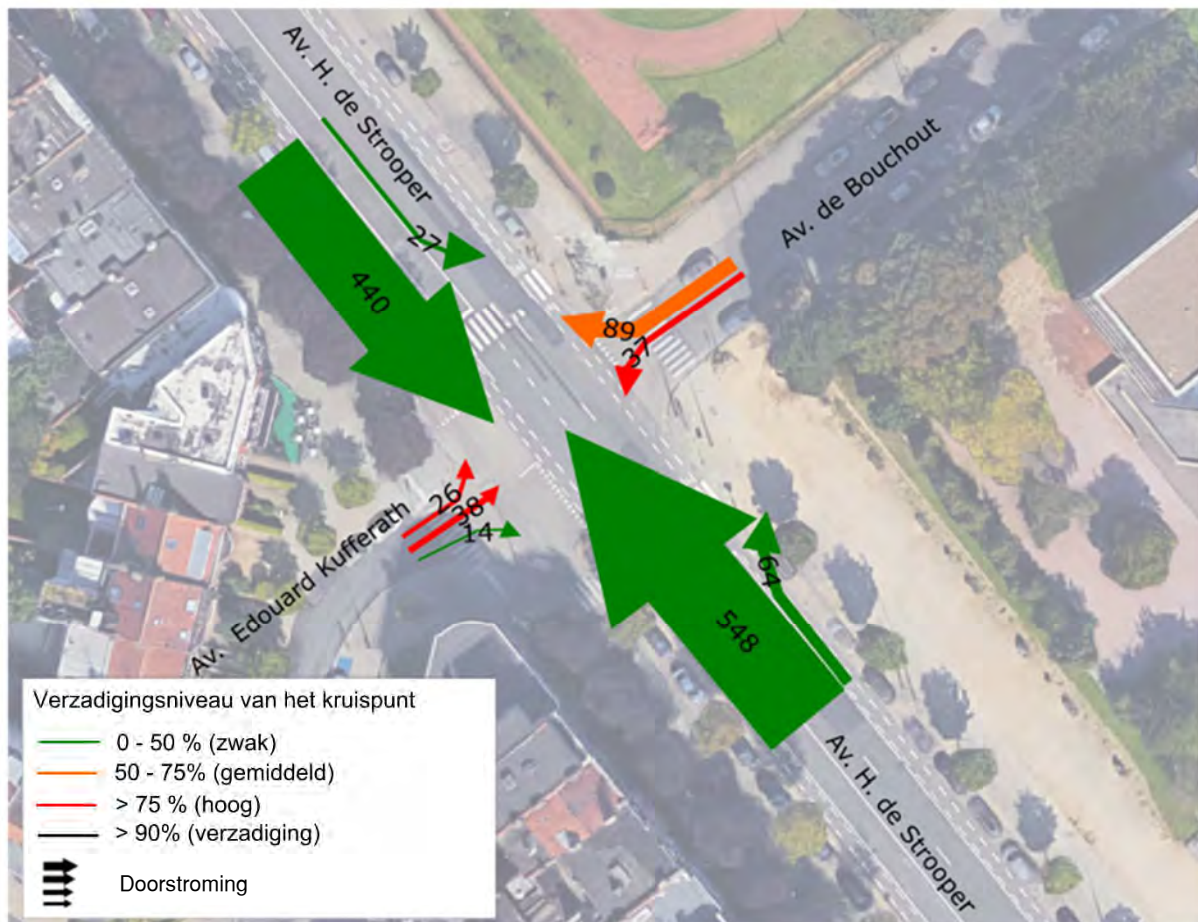 Av. H. de Strooper
Av. de Bouchout
27
440
89
37
26
38
14
Av. Edouard Kufferath
64
548
Av. H. de Strooper
Verzadigingsniveau van het kruispunt
0 - 50 % (zwak)
50 - 75% (gemiddeld)
> 75 % (hoog)
> 90% (verzadiging)
Doorstroming